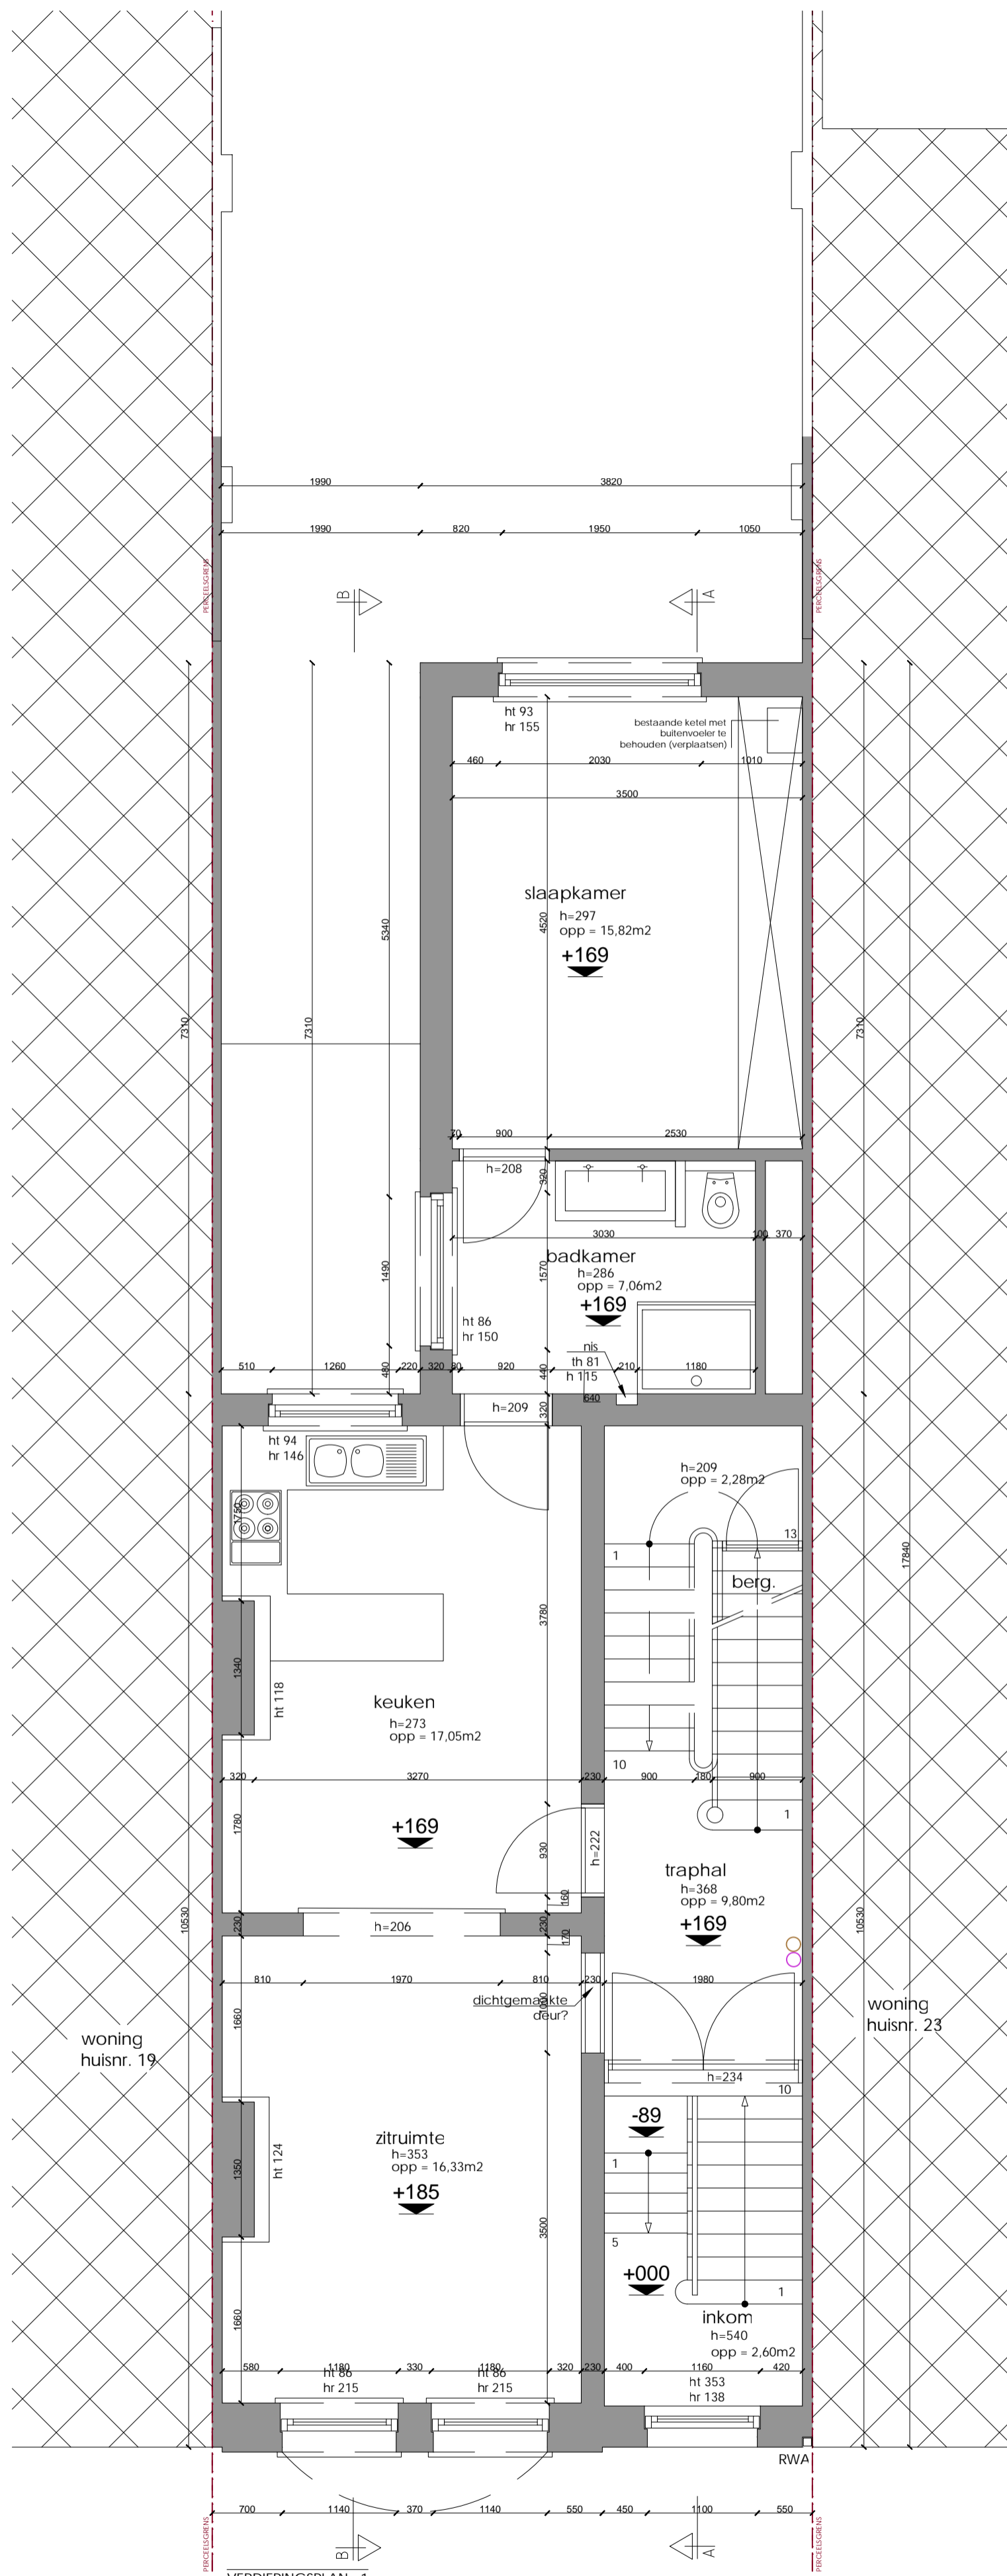 1990
3820
1990
820
1950
1050
PERCEELSGRENS
PERCEELSGRENS
B
A
ht 93
hr 155
bestaande ketel met
buitenvoeler te
behouden (verplaatsen)
460
2030
1010
3500
slaapkamer
h=297
opp = 15,82m2
+169
4520
5340
7310
7310
7310
70
900
2530
h=208
320
3030
100
370
badkamer
h=286
opp = 7,06m2
+169
1490
1570
ht 86
hr 150
nis
th 81
h 115
510
1260
220
320
80
920
210
1180
480
440
640
h=209
320
ht 94
hr 146
h=209
opp = 2,28m2
1750
13
1
berg.
17840
3780
1340
ht 118
keuken
h=273
opp = 17,05m2
10
320
3270
230
900
180
900
1780
+169
930
h=222
1
traphal
h=368
opp = 9,80m2
+169
160
10530
10530
230
h=206
230
170
810
1970
810
230
1980
dichtgemaakte
deur?
1000
1660
woning
huisnr. 19
woning
huisnr. 23
h=234
10
-89
1
zitruimte
h=353
opp = 16,33m2
+185
1350
ht 124
3500
5
+000
1
inkom
h=540
opp = 2,60m2
1660
580
1180
330
1180
320
230
400
1160
420
ht 86
hr 215
ht 86
hr 215
ht 353
hr 138
RWA
700
1140
370
1140
550
450
1100
550
PERCEELSGRENS
PERCEELSGRENS
B
A